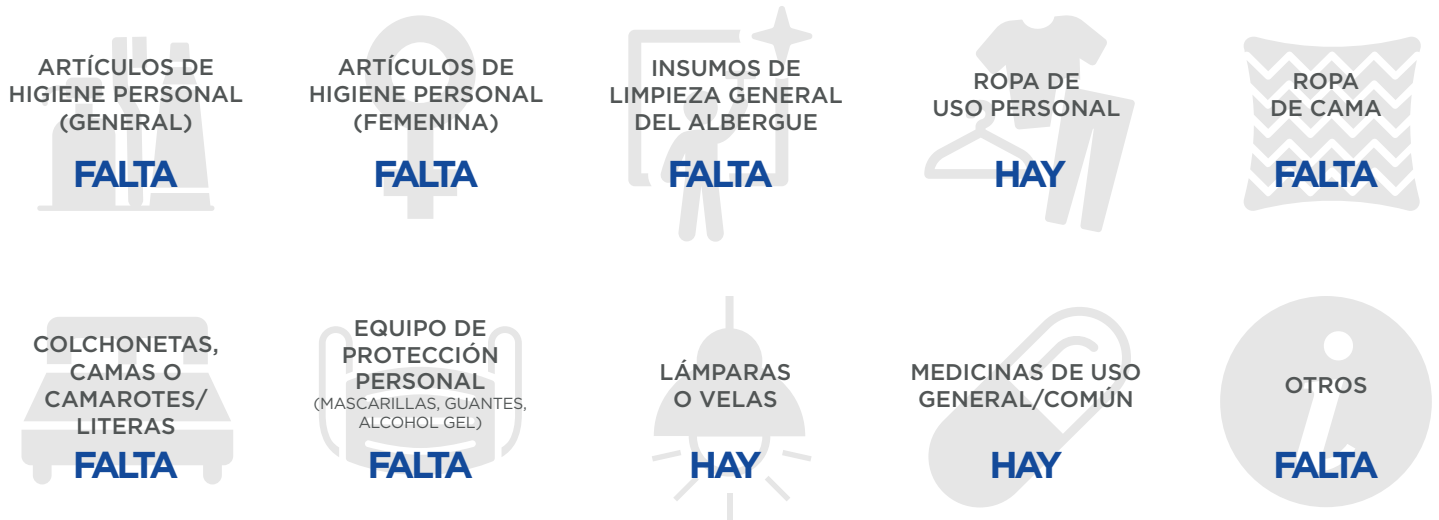 ARTÍCULOS DE
HIGIENE PERSONAL
(GENERAL)
FALTA
ARTÍCULOS DE
HIGIENE PERSONAL
(FEMENINA)
FALTA
INSUMOS DE
LIMPIEZA GENERAL
DEL ALBERGUE
FALTA
ROPA DE
USO PERSONAL
HAY
ROPA
DE CAMA
FALTA
COLCHONETAS,
CAMAS O
CAMAROTES/
LITERAS
FALTA
EQUIPO DE
PROTECCIÓN
PERSONAL
(MASCARILLAS, GUANTES,
ALCOHOL GEL)
FALTA
LÁMPARAS
O VELAS
HAY
MEDICINAS DE USO
GENERAL/COMÚN
HAY
OTROS
FALTA